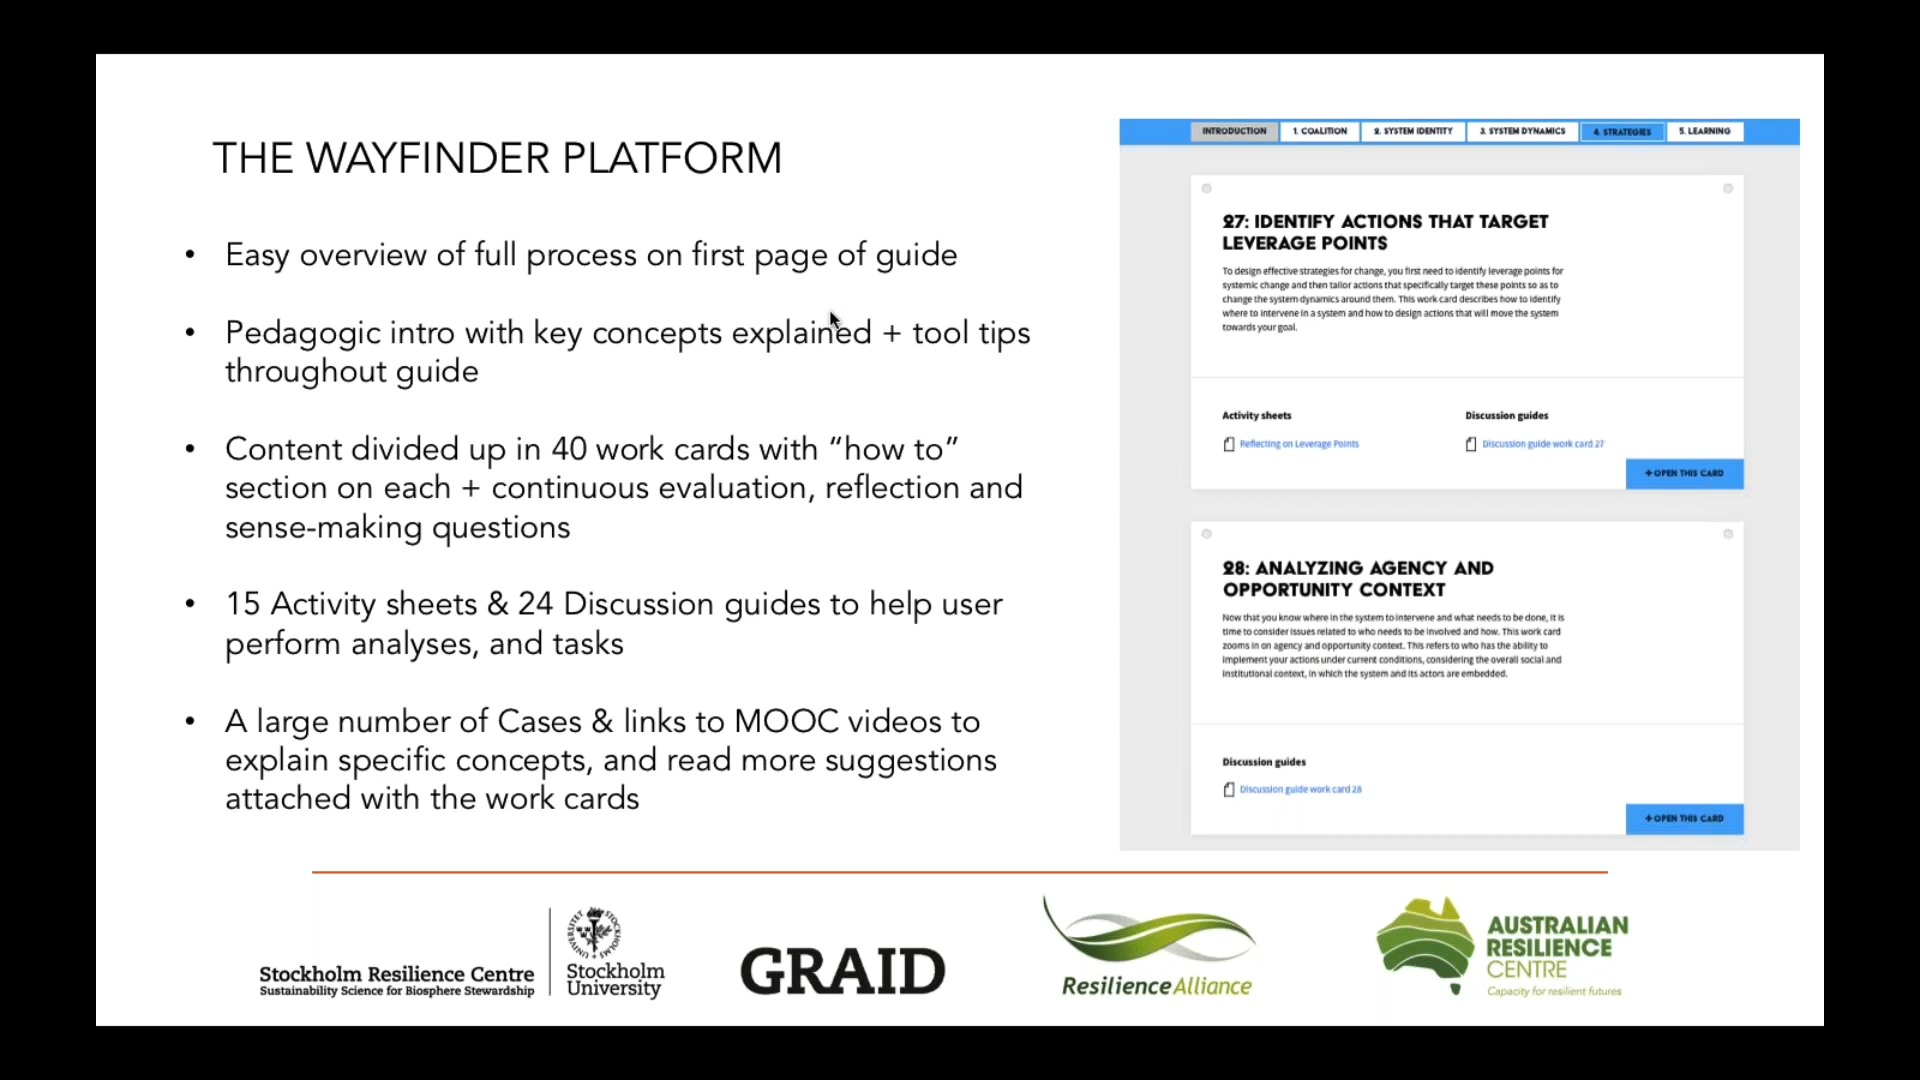 THE WAYFINDER PLATFORM
• Easy overview of full process on first page of guide
• Pedagogic intro with key concepts explained + tool tips
throughout guide
• Content divided up in 40 work cards with “how to”
section on each + continuous evaluation, reflection and
sense-making questions
• 15 Activity sheets & 24 Discussion guides to help user
perform analyses, and tasks
• A large number of Cases & links to MOOC videos to
explain specific concepts, and read more suggestions
attached with the work cards
INTRODUCTION 1. COALITION 2. SYSTEM IDENTITY 3. SYSTEM DYNAMICS 4. STRATEGIES 5. LEARNING
27: IDENTIFY ACTIONS THAT TARGET
LEVERAGE POINTS
To design effective strategies for change, you first need to identify leverage points for
systemic change and then tailor actions that specifically target these points so as to
change the system dynamics around them. This work card describes how to identify
where to intervene in a system and how to design actions that will move the system
towards your goal.
Activity sheets Discussion guides
Reflecting on Leverage Points Discussion guide work card 27
+ OPEN THIS CARD
28: ANALYZING AGENCY AND
OPPORTUNITY CONTEXT
Now that you know where in the system to intervene and what needs to be done, it is
time to consider issues related to who needs to be involved and how. This work card
zooms in on agency and opportunity context. This refers to who has the ability to
implement your actions under current conditions, considering the overall social and
institutional context, in which the system and its actors are embedded.
Discussion guides
Discussion guide work card 28
+ OPEN THIS CARD
Stockholm Resilience Centre
Sustainability Science for Biosphere Stewardship
Stockholm
University
GRAID
Resilience Alliance
AUSTRALIAN
RESILIENCE
CENTRE
Capacity for resilient futures